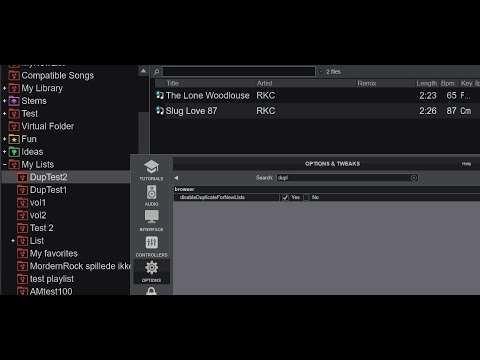 Compatible Songs
My Library
Stems
Test
Virtual Folder
Fun
Ideas
My Lists
DupTest2
DupTest1
vol1
vol2
Test 2
List
My favorites
MordernRock spillede ikke
test playlist
AMtest100
2 files
Title Artist Remix Length Bpm Key
The Lone Woodlouse RKC 2:23 65 F...
Slug Love 87 RKC 2:26 87 Cm
TUTORIALS
AUDIO
INTERFACE
CONTROLLERS
OPTIONS
OPTIONS & TWEAKS
Search: dupl
browser
disableDuplicateForNewLists Yes No